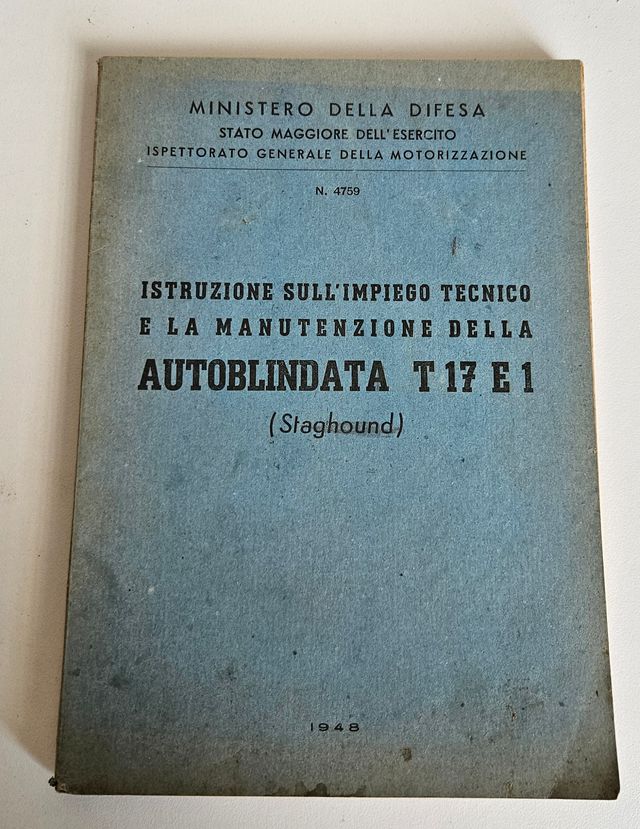 MINISTERO DELLA DIFESA
STATO MAGGIORE DELL'ESERCITO
ISPETTORATO GENERALE DELLA MOTORIZZAZIONE
N. 4759
ISTRUZIONE SULL'IMPIEGO TECNICO
E LA MANUTENZIONE DELLA
AUTOBLINDATA T 17 E 1
(Staghound)
1948